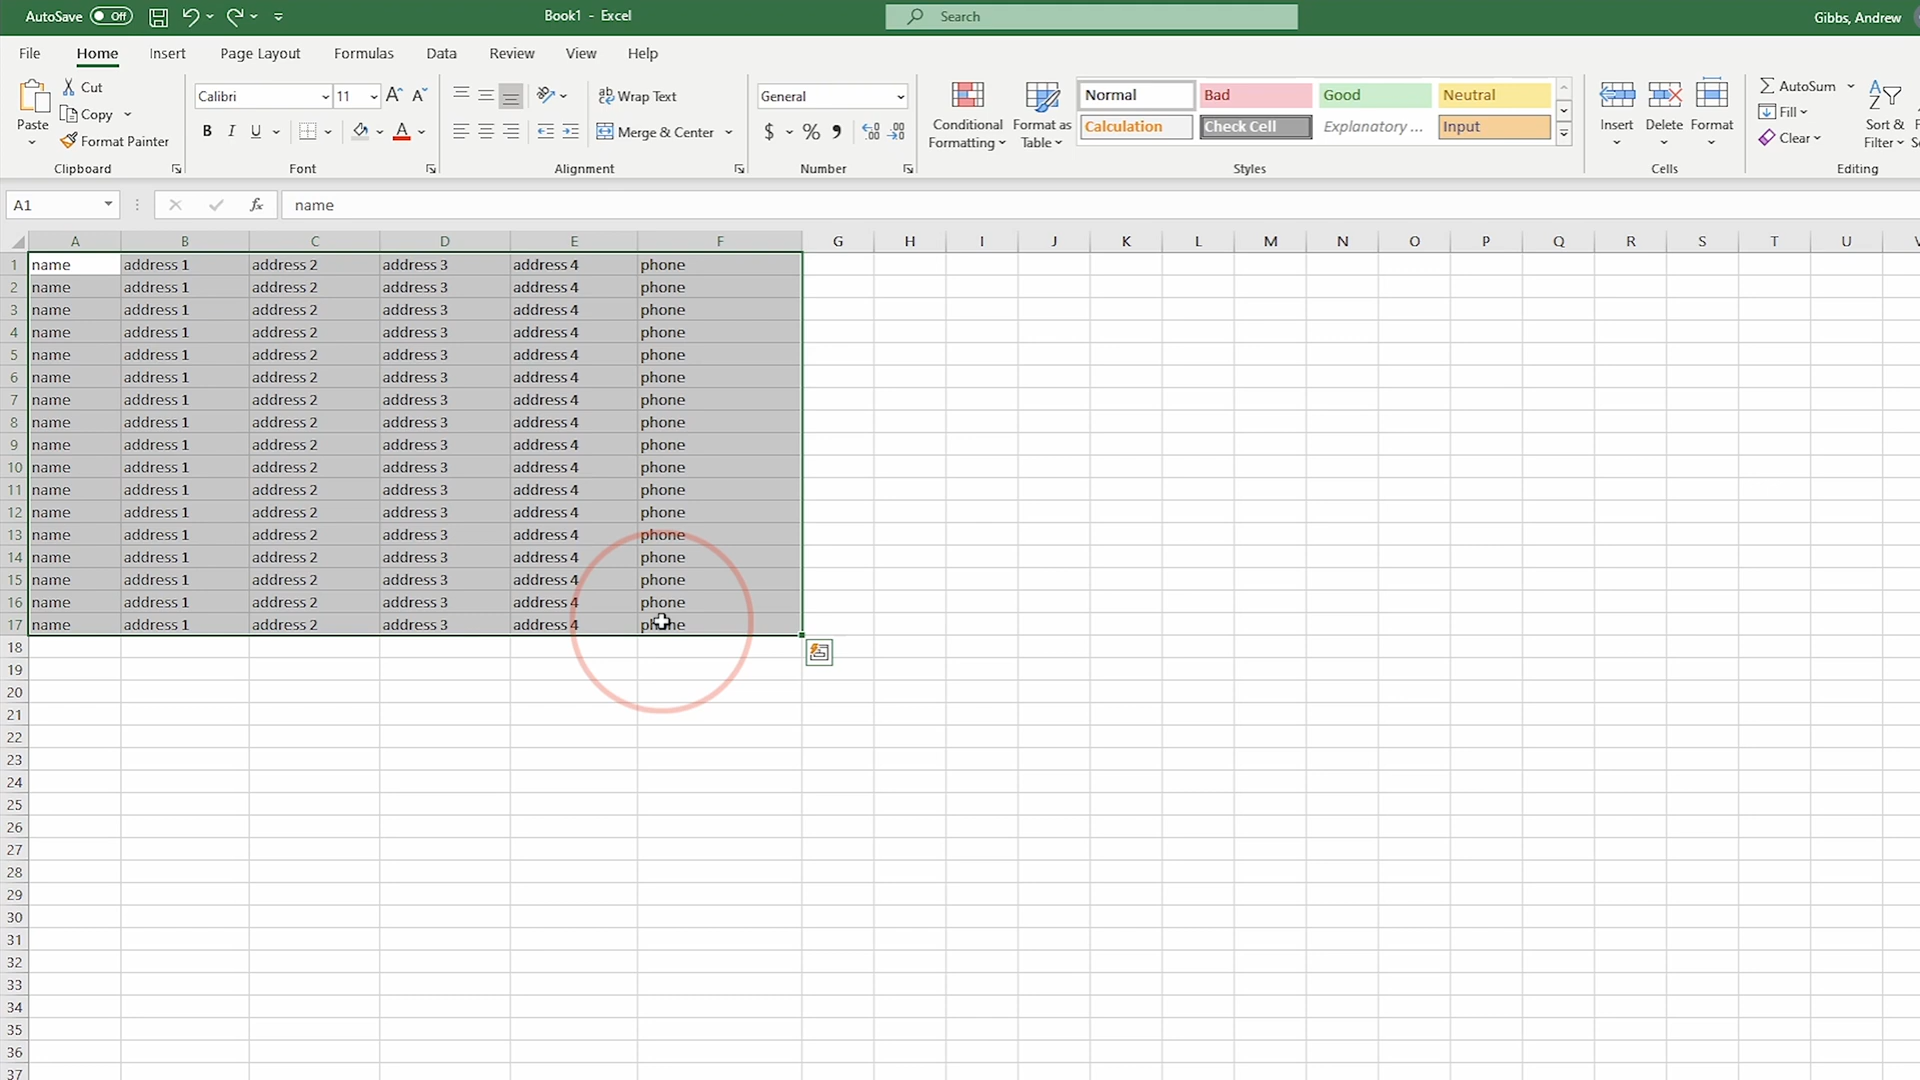 AutoSave Off Book1 - Excel Search Gibbs, Andrew
File Home Insert Page Layout Formulas Data Review View Help
Paste Cut Copy Format Painter Clipboard
Calibri 11 B I U Font
Wrap Text Merge & Center Alignment
General $ % Number
Conditional Formatting Format as Table Normal Bad Good Neutral Calculation Check Cell Explanatory ... Input Styles
Insert Delete Format Cells
AutoSum Fill Clear Sort & Filter Editing
A1 fx name
A B C D E F G H I J K L M N O P Q R S T U
1 name address 1 address 2 address 3 address 4 phone
2 name address 1 address 2 address 3 address 4 phone
3 name address 1 address 2 address 3 address 4 phone
4 name address 1 address 2 address 3 address 4 phone
5 name address 1 address 2 address 3 address 4 phone
6 name address 1 address 2 address 3 address 4 phone
7 name address 1 address 2 address 3 address 4 phone
8 name address 1 address 2 address 3 address 4 phone
9 name address 1 address 2 address 3 address 4 phone
10 name address 1 address 2 address 3 address 4 phone
11 name address 1 address 2 address 3 address 4 phone
12 name address 1 address 2 address 3 address 4 phone
13 name address 1 address 2 address 3 address 4 phone
14 name address 1 address 2 address 3 address 4 phone
15 name address 1 address 2 address 3 address 4 phone
16 name address 1 address 2 address 3 address 4 phone
17 name address 1 address 2 address 3 address 4 phone
18
19
20
21
22
23
24
25
26
27
28
29
30
31
32
33
34
35
36
37